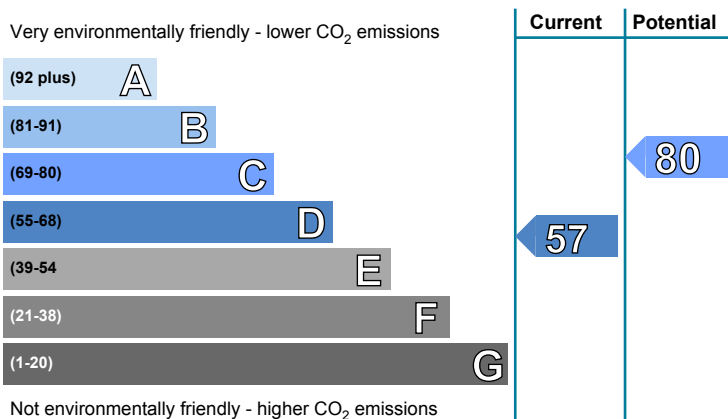 Very environmentally friendly - lower CO2 emissions
Current
Potential
(92 plus) A
(81-91) B
(69-80) C
80
(55-68) D
57
(39-54 E
(21-38) F
(1-20) G
Not environmentally friendly - higher CO2 emissions